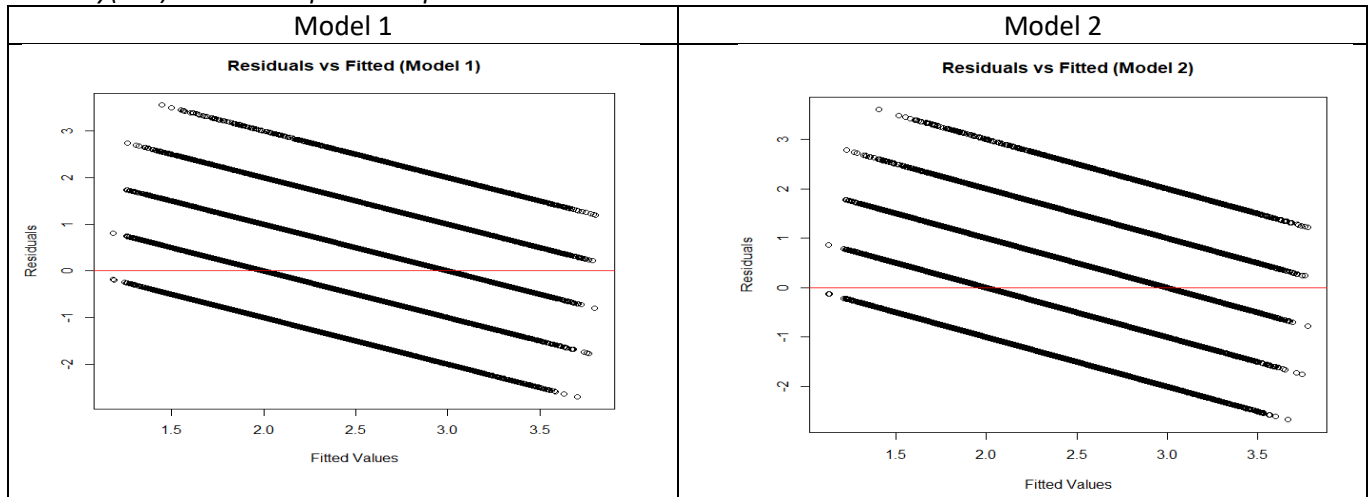 Model 1
Model 2
Residuals vs Fitted (Model 1)
Residuals
3
2
1
0
-1
-2
1.5 2.0 2.5 3.0 3.5
Fitted Values
Residuals vs Fitted (Model 2)
Residuals
3
2
1
0
-1
-2
1.5 2.0 2.5 3.0 3.5
Fitted Values